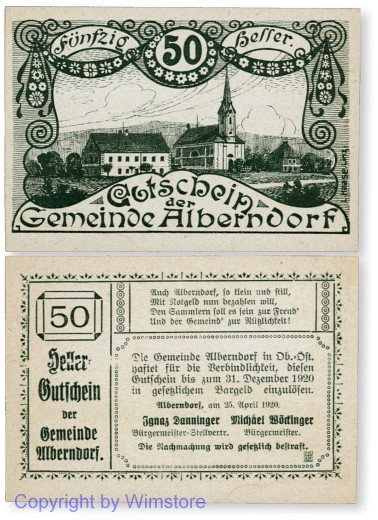 Fünfzig 50 Heller.
Gutschein
der
Gemeinde Alberndorf
50
Heller-
Gutschein
der
Gemeinde
Alberndorf.
Auch Alberndorf, so klein und still,
Mit Notgeld nun bezahlen will,
Den Sammlern soll es sein zur Freud'
Und der Gemeind' zur Nützlichkeit!
Die Gemeinde Alberndorf in Ob.-Öst.
haftet für die Verbindlichkeit, diesen
Gutschein bis zum 31. Dezember 1920
in gesetzlichem Bargeld einzulösen.
Alberndorf, am 25. April 1920.
Ignaz Danninger Michael Wöckinger
Bürgermeister-Stellvertr. Bürgermeister.
Die Nachmachung wird gesetzlich bestraft.
Copyright by Wimstore